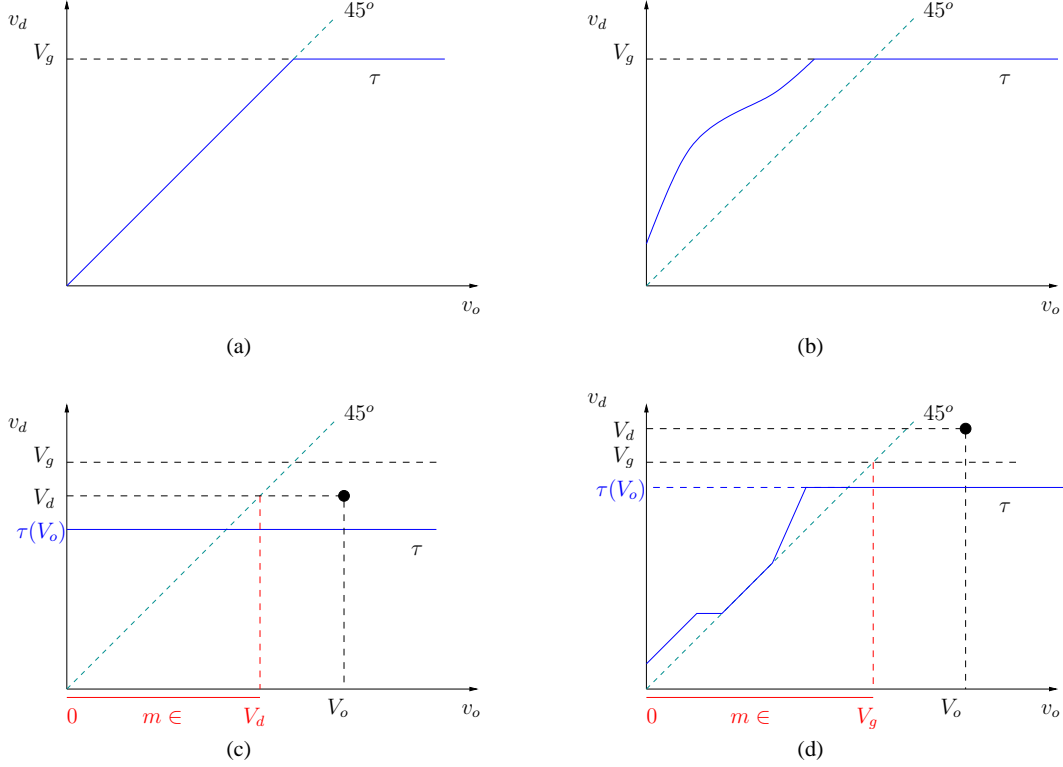 v_d 45^o v_d 45^o
V_g V_g
τ τ
v_o v_o
(a) (b)
v_d 45^o v_d 45^o
V_d
V_g V_g
V_d τ(V_o)
τ(V_o) τ τ
0 m ∈ V_d V_o v_o 0 m ∈ V_g V_o v_o
(c) (d)